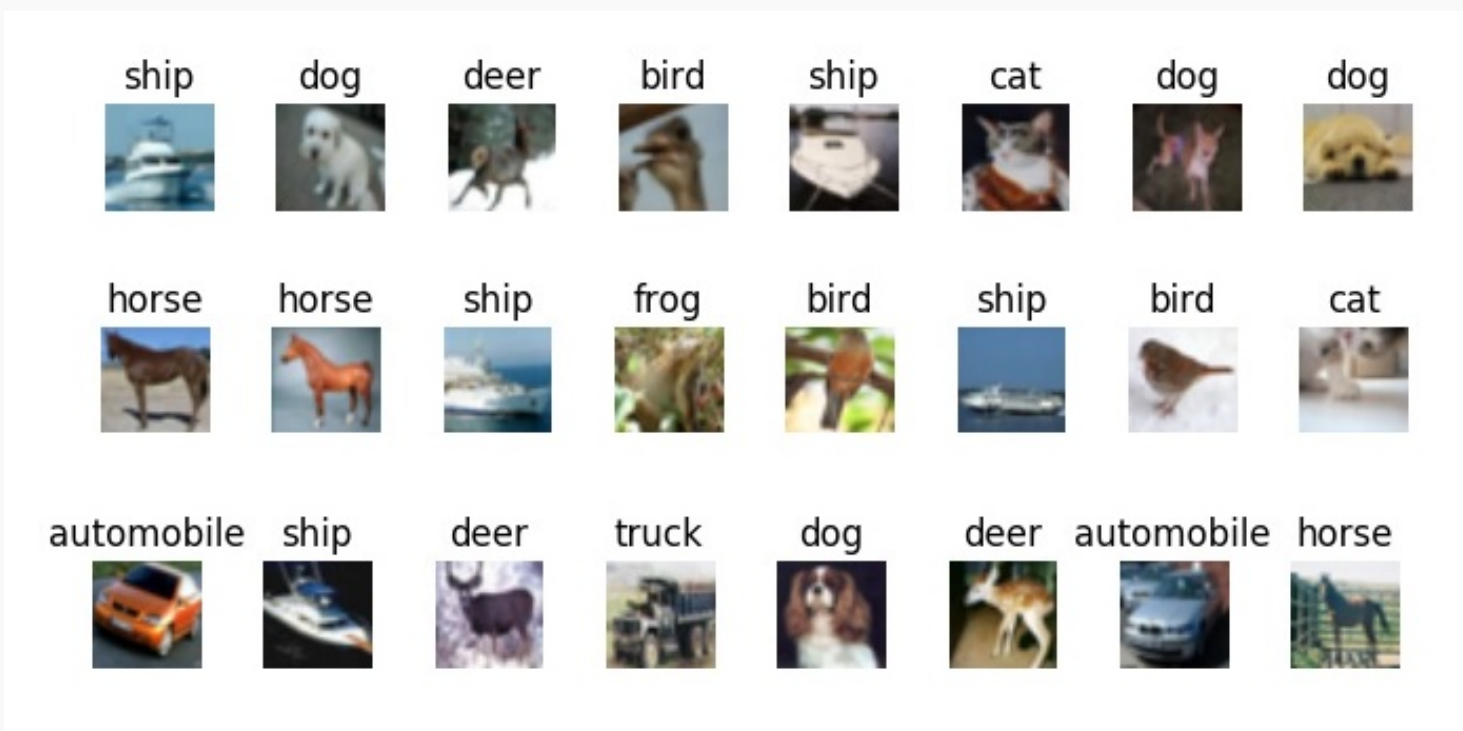 ship dog deer bird ship cat dog dog
horse horse ship frog bird ship bird cat
automobile ship deer truck dog deer automobile horse